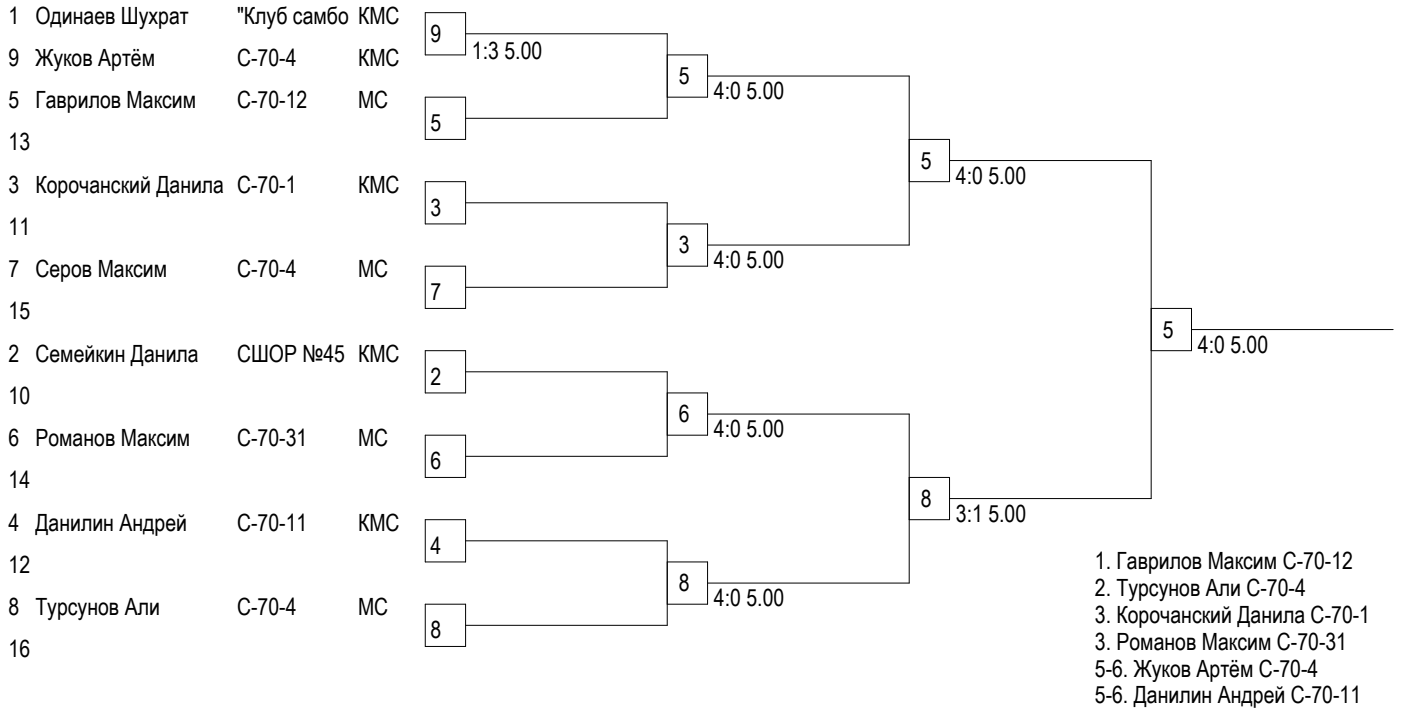 1 Одинаев Шухрат "Клуб самбо КМС
9
1:3 5.00
9 Жуков Артём С-70-4 КМС
5
4:0 5.00
5 Гаврилов Максим С-70-12 МС
5
13
5
4:0 5.00
3 Корочанский Данила С-70-1 КМС
3
11
3
4:0 5.00
7 Серов Максим С-70-4 МС
7
15
5
4:0 5.00
2 Семейкин Данила СШОР №45 КМС
2
10
6
4:0 5.00
6 Романов Максим С-70-31 МС
6
14
8
3:1 5.00
4 Данилин Андрей С-70-11 КМС
4
12
8
4:0 5.00
8 Турсунов Али С-70-4 МС
8
16
1. Гаврилов Максим С-70-12
2. Турсунов Али С-70-4
3. Корочанский Данила С-70-1
3. Романов Максим С-70-31
5-6. Жуков Артём С-70-4
5-6. Данилин Андрей С-70-11